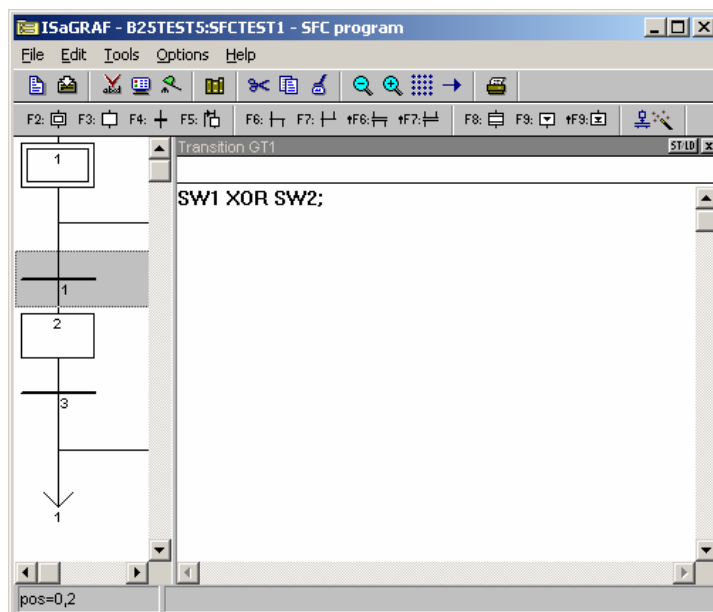 ISaGRAF - B25TEST5:SFCTEST1 - SFC program
File Edit Tools Options Help
F2: F3: F4: F5: F6: F7: ↑F6: ↑F7: F8: F9: ↑F9:
Transition GT1 ST/LD x
SW1 XOR SW2;
1
1
2
3
1
pos=0,2